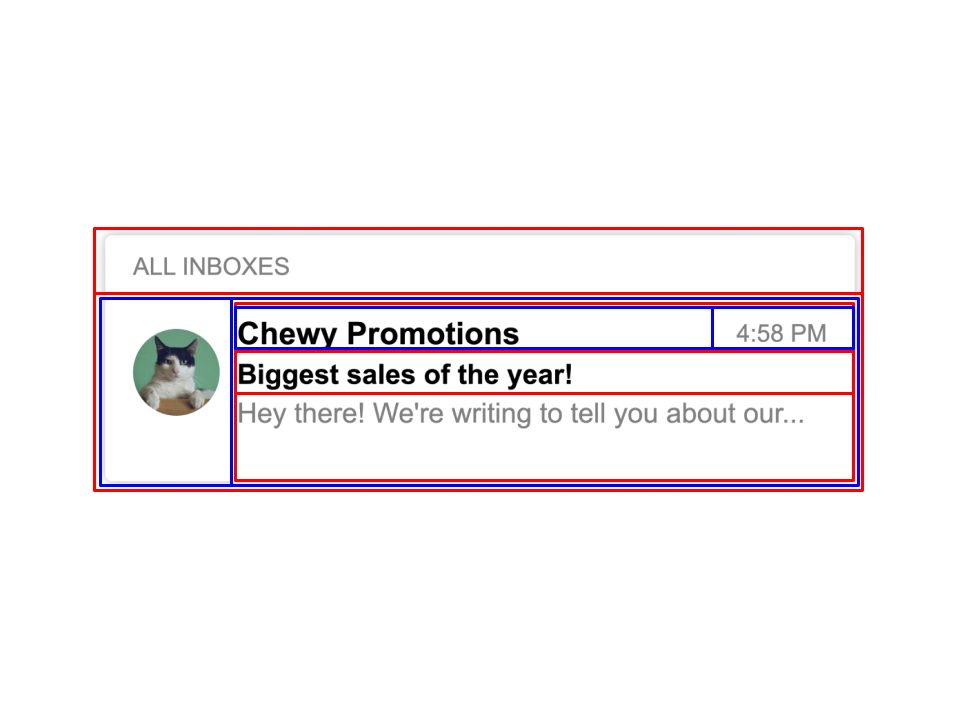 ALL INBOXES
Chewy Promotions 4:58 PM
Biggest sales of the year!
Hey there! We're writing to tell you about our...